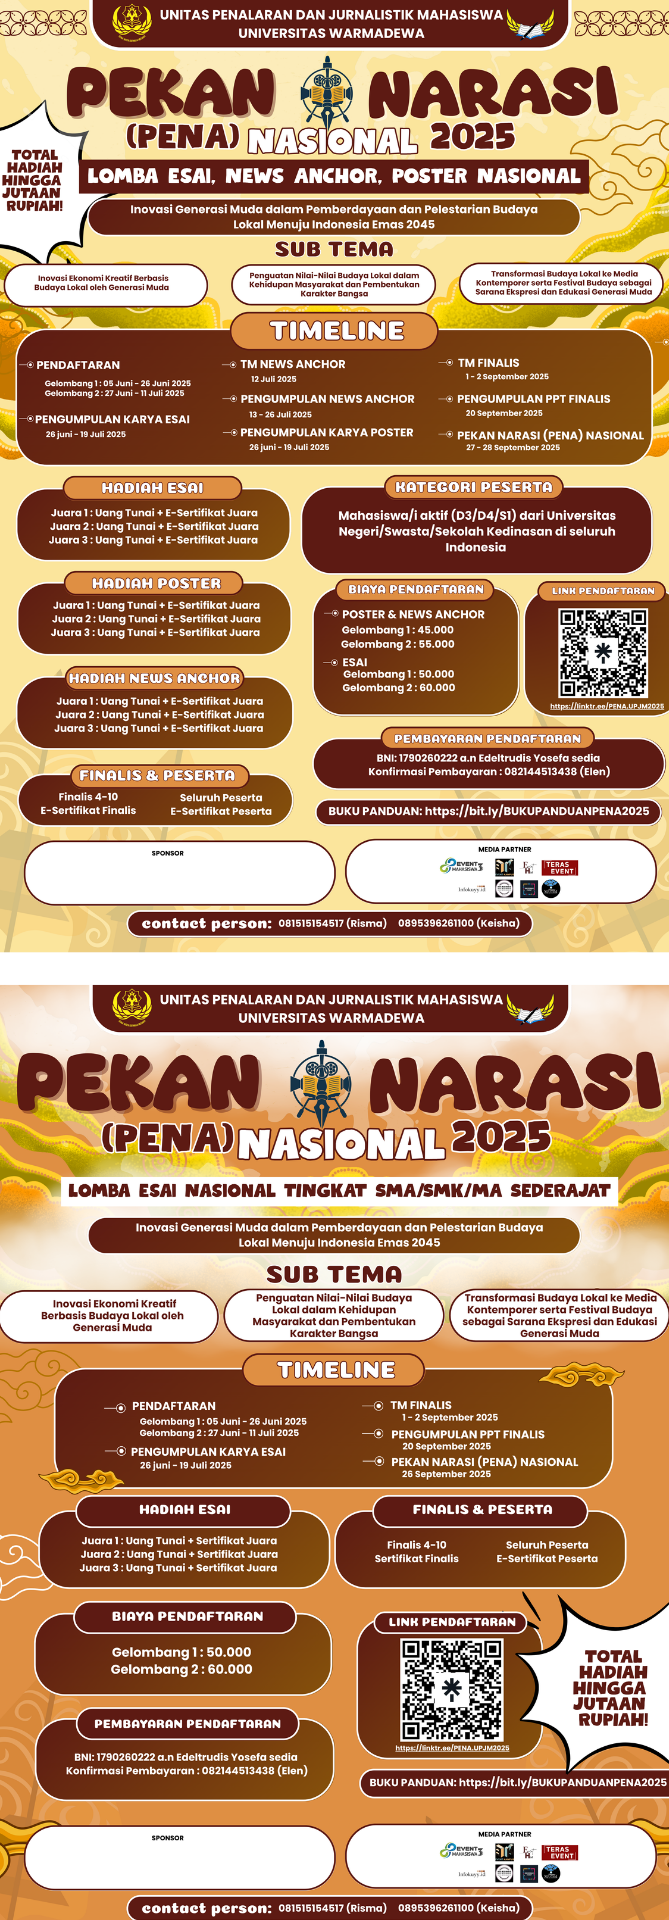 UNITAS PENALARAN DAN JURNALISTIK MAHASISWA
UNIVERSITAS WARMADEWA
PEKAN NARASI
(PENA) NASIONAL 2025
TOTAL
HADIAH
HINGGA
JUTAAN
RUPIAH!
LOMBA ESAI, NEWS ANCHOR, POSTER NASIONAL
Inovasi Generasi Muda dalam Pemberdayaan dan Pelestarian Budaya
Lokal Menuju Indonesia Emas 2045
SUB TEMA
Inovasi Ekonomi Kreatif Berbasis
Budaya Lokal oleh Generasi Muda
Penguatan Nilai-Nilai Budaya Lokal dalam
Kehidupan Masyarakat dan Pembentukan
Karakter Bangsa
Transformasi Budaya Lokal ke Media
Kontemporer serta Festival Budaya sebagai
Sarana Ekspresi dan Edukasi Generasi Muda
TIMELINE
PENDAFTARAN
Gelombang 1 : 05 Juni - 26 Juni 2025
Gelombang 2 : 27 Juni - 11 Juli 2025
PENGUMPULAN KARYA ESAI
26 juni - 19 Juli 2025
TM NEWS ANCHOR
12 Juli 2025
PENGUMPULAN NEWS ANCHOR
13 - 26 Juli 2025
PENGUMPULAN KARYA POSTER
26 juni - 19 Juli 2025
TM FINALIS
1 - 2 September 2025
PENGUMPULAN PPT FINALIS
20 September 2025
PEKAN NARASI (PENA) NASIONAL
27 - 28 September 2025
HADIAH ESAI
Juara 1 : Uang Tunai + E-Sertifikat Juara
Juara 2 : Uang Tunai + E-Sertifikat Juara
Juara 3 : Uang Tunai + E-Sertifikat Juara
KATEGORI PESERTA
Mahasiswa/i aktif (D3/D4/S1) dari Universitas
Negeri/Swasta/Sekolah Kedinasan di seluruh
Indonesia
HADIAH POSTER
Juara 1 : Uang Tunai + E-Sertifikat Juara
Juara 2 : Uang Tunai + E-Sertifikat Juara
Juara 3 : Uang Tunai + E-Sertifikat Juara
BIAYA PENDAFTARAN
POSTER & NEWS ANCHOR
Gelombang 1 : 45.000
Gelombang 2 : 55.000
ESAI
Gelombang 1 : 50.000
Gelombang 2 : 60.000
LINK PENDAFTARAN
https://linktr.ee/PENA.UPJM2025
HADIAH NEWS ANCHOR
Juara 1 : Uang Tunai + E-Sertifikat Juara
Juara 2 : Uang Tunai + E-Sertifikat Juara
Juara 3 : Uang Tunai + E-Sertifikat Juara
PEMBAYARAN PENDAFTARAN
BNI: 1790260222 a.n Edeltrudis Yosefa sedia
Konfirmasi Pembayaran : 082144513438 (Elen)
FINALIS & PESERTA
Finalis 4-10
E-Sertifikat Finalis
Seluruh Peserta
E-Sertifikat Peserta
BUKU PANDUAN: https://bit.ly/BUKUPANDUANPENA2025
SPONSOR
MEDIA PARTNER
EVENT
MAHASISWA
TERAS
EVENT
Infokuyy.id
contact person: 081515154517 (Risma) 0895396261100 (Keisha)
UNITAS PENALARAN DAN JURNALISTIK MAHASISWA
UNIVERSITAS WARMADEWA
PEKAN NARASI
(PENA) NASIONAL 2025
LOMBA ESAI NASIONAL TINGKAT SMA/SMK/MA SEDERAJAT
Inovasi Generasi Muda dalam Pemberdayaan dan Pelestarian Budaya
Lokal Menuju Indonesia Emas 2045
SUB TEMA
Inovasi Ekonomi Kreatif
Berbasis Budaya Lokal oleh
Generasi Muda
Penguatan Nilai-Nilai Budaya
Lokal dalam Kehidupan
Masyarakat dan Pembentukan
Karakter Bangsa
Transformasi Budaya Lokal ke Media
Kontemporer serta Festival Budaya
sebagai Sarana Ekspresi dan Edukasi
Generasi Muda
TIMELINE
PENDAFTARAN
Gelombang 1 : 05 Juni - 26 Juni 2025
Gelombang 2 : 27 Juni - 11 Juli 2025
PENGUMPULAN KARYA ESAI
26 juni - 19 Juli 2025
TM FINALIS
1 - 2 September 2025
PENGUMPULAN PPT FINALIS
20 September 2025
PEKAN NARASI (PENA) NASIONAL
26 September 2025
HADIAH ESAI
Juara 1 : Uang Tunai + Sertifikat Juara
Juara 2 : Uang Tunai + Sertifikat Juara
Juara 3 : Uang Tunai + Sertifikat Juara
FINALIS & PESERTA
Finalis 4-10
Sertifikat Finalis
Seluruh Peserta
E-Sertifikat Peserta
BIAYA PENDAFTARAN
Gelombang 1 : 50.000
Gelombang 2 : 60.000
LINK PENDAFTARAN
https://linktr.ee/PENA.UPJM2025
TOTAL
HADIAH
HINGGA
JUTAAN
RUPIAH!
PEMBAYARAN PENDAFTARAN
BNI: 1790260222 a.n Edeltrudis Yosefa sedia
Konfirmasi Pembayaran : 082144513438 (Elen)
BUKU PANDUAN: https://bit.ly/BUKUPANDUANPENA2025
SPONSOR
MEDIA PARTNER
EVENT
MAHASISWA
TERAS
EVENT
Infokuyy.id
contact person: 081515154517 (Risma) 0895396261100 (Keisha)